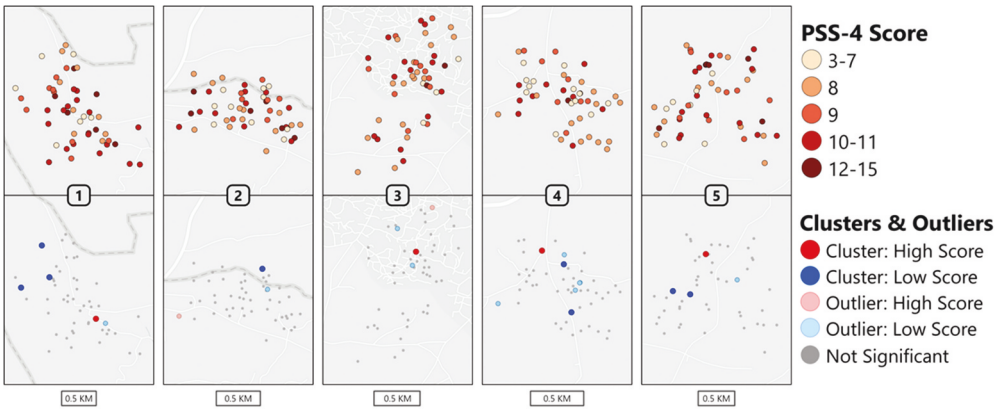 PSS-4 Score
3-7
8
9
10-11
12-15
1
2
3
4
5
Clusters & Outliers
Cluster: High Score
Cluster: Low Score
Outlier: High Score
Outlier: Low Score
Not Significant
0.5 KM
0.5 KM
0.5 KM
0.5 KM
0.5 KM